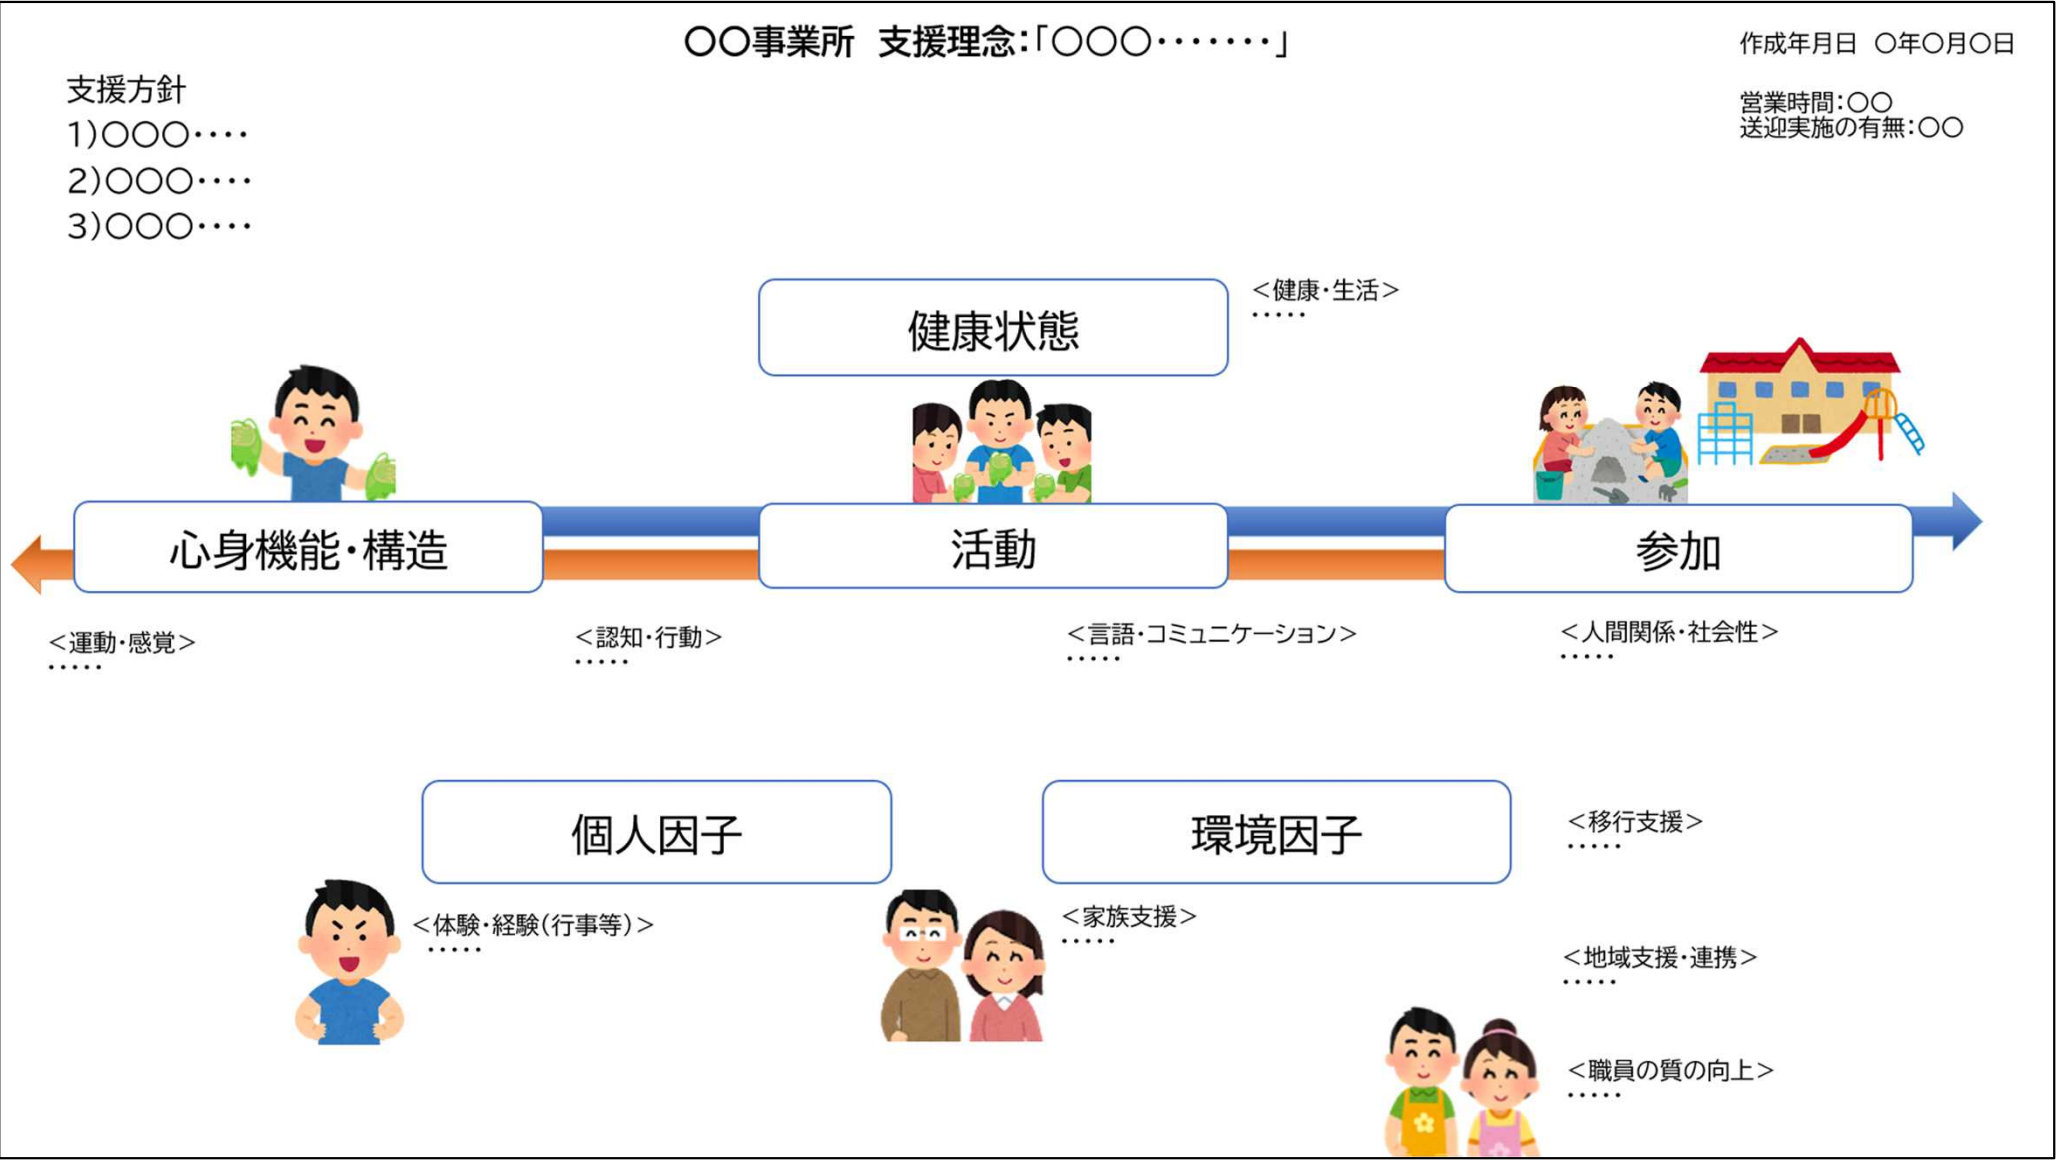 〇〇事業所　支援理念：「〇〇〇・・・・・・・」
作成年月日　〇年〇月〇日
営業時間：〇〇
送迎実施の有無：〇〇
支援方針
1)〇〇〇・・・・
2)〇〇〇・・・・
3)〇〇〇・・・・
健康状態
＜健康・生活＞
・・・・・
心身機能・構造
活動
参加
＜運動・感覚＞
・・・・・
＜認知・行動＞
・・・・・
＜言語・コミュニケーション＞
・・・・・
＜人間関係・社会性＞
・・・・・
個人因子
環境因子
＜移行支援＞
・・・・・
＜体験・経験（行事等）＞
・・・・・
＜家族支援＞
・・・・・
＜地域支援・連携＞
・・・・・
＜職員の質の向上＞
・・・・・